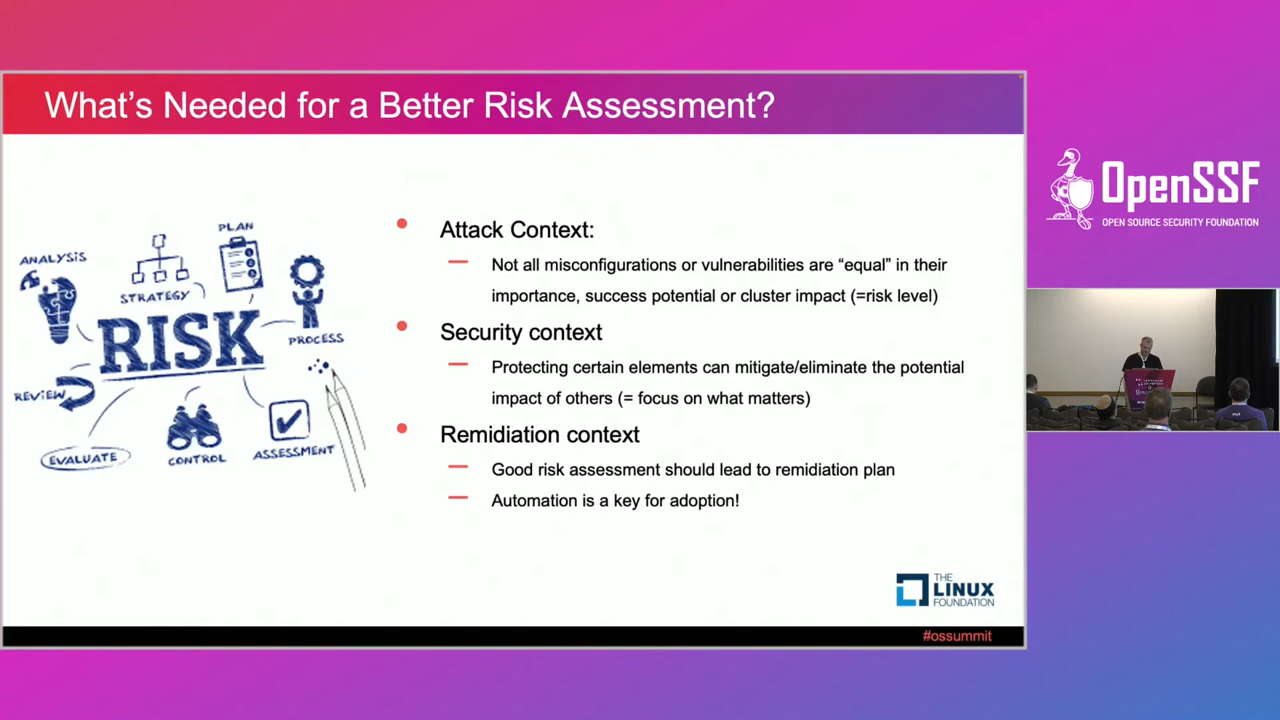 What's Needed for a Better Risk Assessment?
ANALYSIS
STRATEGY
PLAN
RISK
PROCESS
REVIEW
EVALUATE
CONTROL
ASSESSMENT
Attack Context:
Not all misconfigurations or vulnerabilities are “equal” in their
importance, success potential or cluster impact (=risk level)
Security context
Protecting certain elements can mitigate/eliminate the potential
impact of others (= focus on what matters)
Remidiation context
Good risk assessment should lead to remidiation plan
Automation is a key for adoption!
THE
LINUX
FOUNDATION
#ossummit
OpenSSF
OPEN SOURCE SECURITY FOUNDATION